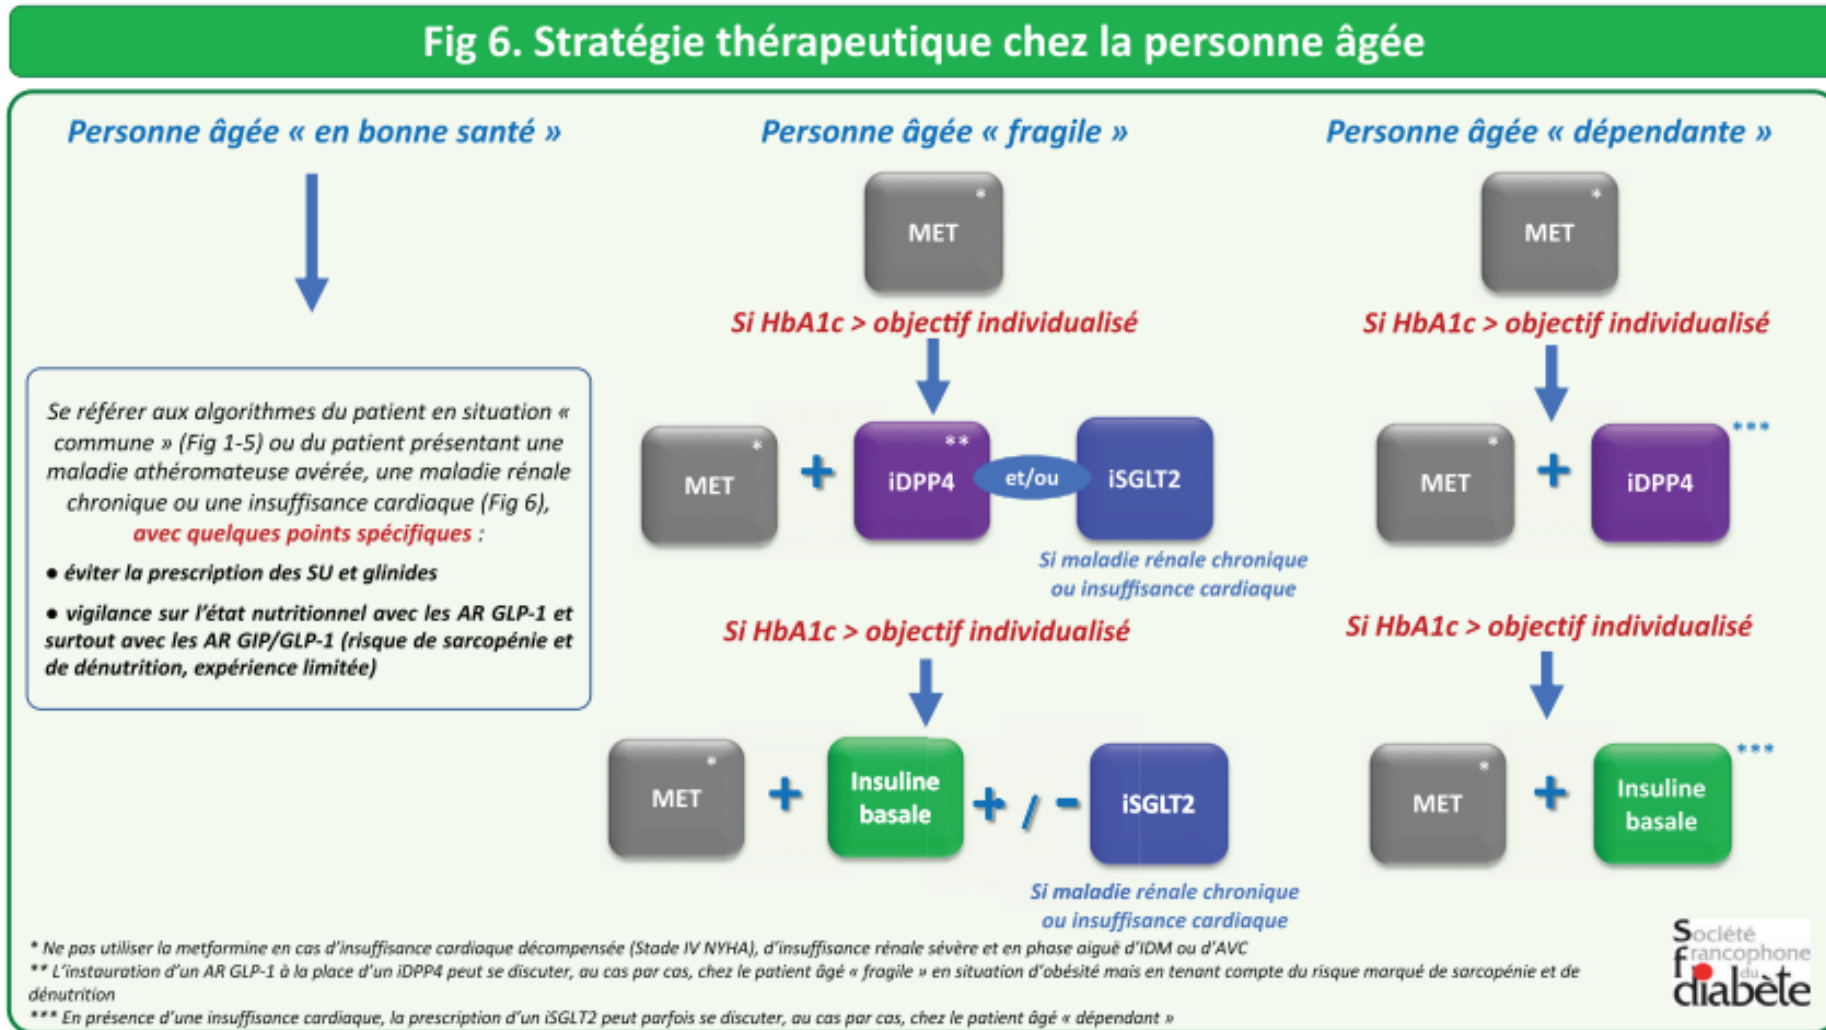 Fig 6. Stratégie thérapeutique chez la personne âgée
Personne âgée « en bonne santé »
Se référer aux algorithmes du patient en situation «
commune » (Fig 1-5) ou du patient présentant une
maladie athéromateuse avérée, une maladie rénale
chronique ou une insuffisance cardiaque (Fig 6),
avec quelques points spécifiques :
● éviter la prescription des SU et glinides
● vigilance sur l'état nutritionnel avec les AR GLP-1 et
surtout avec les AR GIP/GLP-1 (risque de sarcopénie et
de dénutrition, expérience limitée)
Personne âgée « fragile »
MET *
Si HbA1c > objectif individualisé
MET * + iDPP4 ** et/ou iSGLT2
Si maladie rénale chronique
ou insuffisance cardiaque
Si HbA1c > objectif individualisé
MET * + Insuline
basale + / - iSGLT2
Si maladie rénale chronique
ou insuffisance cardiaque
Personne âgée « dépendante »
MET *
Si HbA1c > objectif individualisé
MET * + iDPP4 ***
Si HbA1c > objectif individualisé
MET * + Insuline
basale ***
* Ne pas utiliser la metformine en cas d'insuffisance cardiaque décompensée (Stade IV NYHA), d'insuffisance rénale sévère et en phase aiguë d'IDM ou d'AVC
** L'instauration d'un AR GLP-1 à la place d'un iDPP4 peut se discuter, au cas par cas, chez le patient âgé « fragile » en situation d'obésité mais en tenant compte du risque marqué de sarcopénie et de
dénutrition
*** En présence d'une insuffisance cardiaque, la prescription d'un iSGLT2 peut parfois se discuter, au cas par cas, chez le patient âgé « dépendant »
Société
Francophone
du
diabète